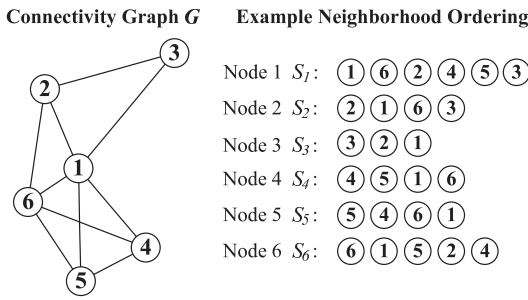 Connectivity Graph G
3
2
1
6
4
5
Example Neighborhood Ordering
Node 1 S1: 1 6 2 4 5 3
Node 2 S2: 2 1 6 3
Node 3 S3: 3 2 1
Node 4 S4: 4 5 1 6
Node 5 S5: 5 4 6 1
Node 6 S6: 6 1 5 2 4